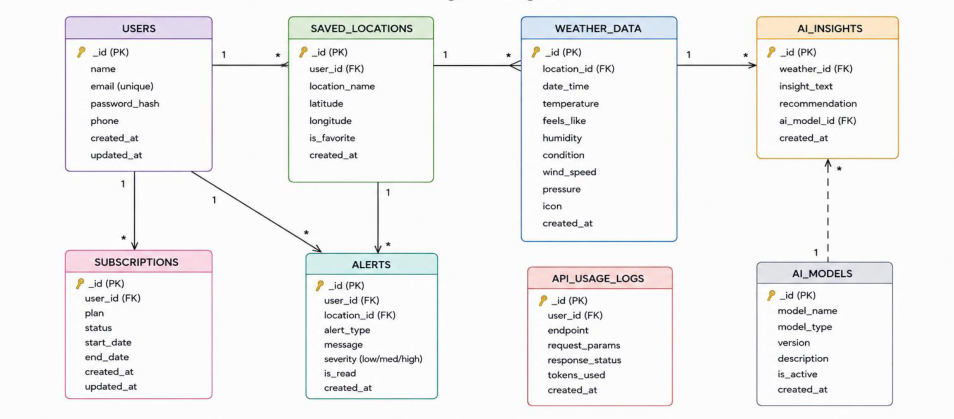 USERS
_id (PK)
name
email (unique)
password_hash
phone
created_at
updated_at
1
*
SAVED_LOCATIONS
_id (PK)
user_id (FK)
location_name
latitude
longitude
is_favorite
created_at
1
*
WEATHER_DATA
_id (PK)
location_id (FK)
date_time
temperature
feels_like
humidity
condition
wind_speed
pressure
icon
created_at
1
*
AI_INSIGHTS
_id (PK)
weather_id (FK)
insight_text
recommendation
ai_model_id (FK)
created_at
1
*
1
*
1
*
*
1
SUBSCRIPTIONS
_id (PK)
user_id (FK)
plan
status
start_date
end_date
created_at
updated_at
ALERTS
_id (PK)
user_id (FK)
location_id (FK)
alert_type
message
severity (low/med/high)
is_read
created_at
API_USAGE_LOGS
_id (PK)
user_id (FK)
endpoint
request_params
response_status
tokens_used
created_at
AI_MODELS
_id (PK)
model_name
model_type
version
description
is_active
created_at